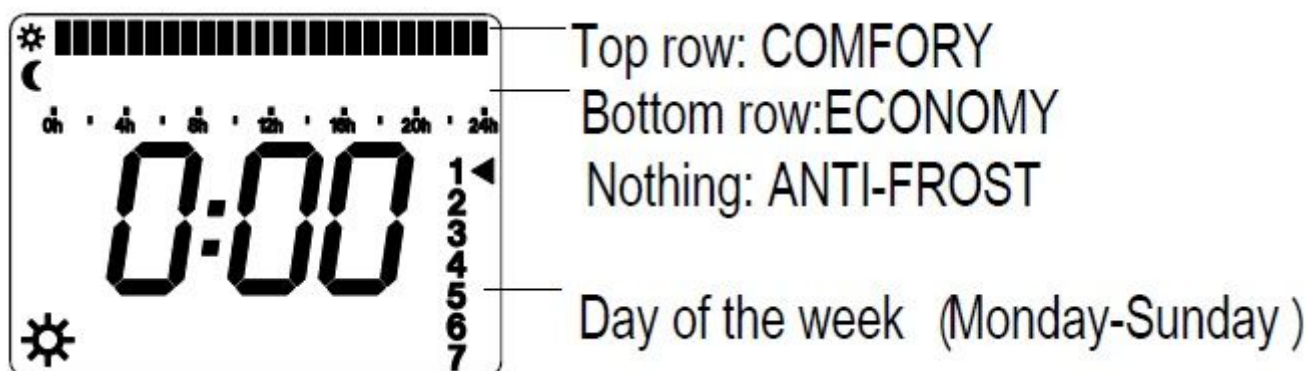 Top row: COMFORY
Bottom row:ECONOMY
0h 4h 8h 12h 16h 20h 24h
0:00
Nothing: ANTI-FROST
1
2
3
4
5
6
7
Day of the week (Monday-Sunday )